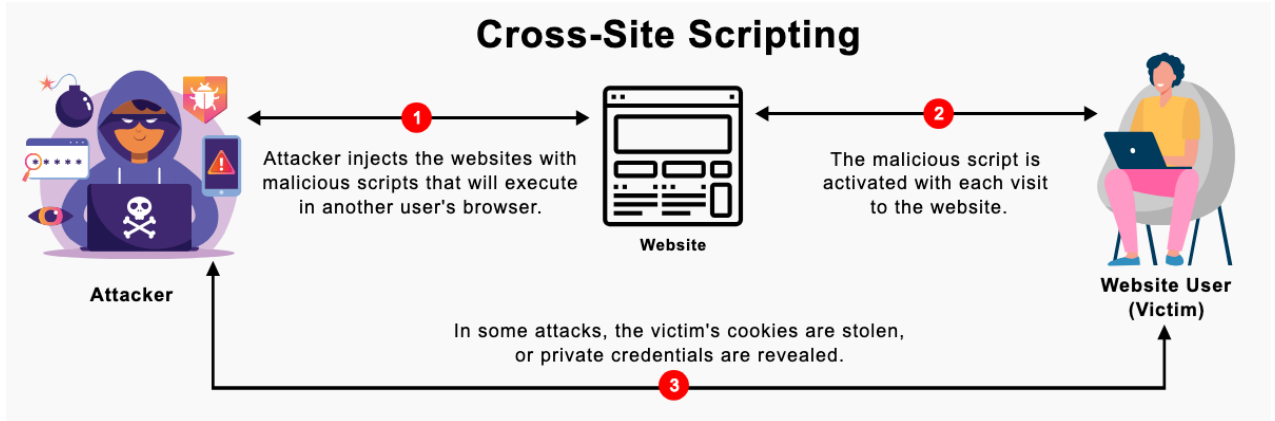 Cross-Site Scripting
1
Attacker injects the websites with
malicious scripts that will execute
in another user's browser.
Website
2
The malicious script is
activated with each visit
to the website.
Attacker
Website User
(Victim)
In some attacks, the victim's cookies are stolen,
or private credentials are revealed.
3